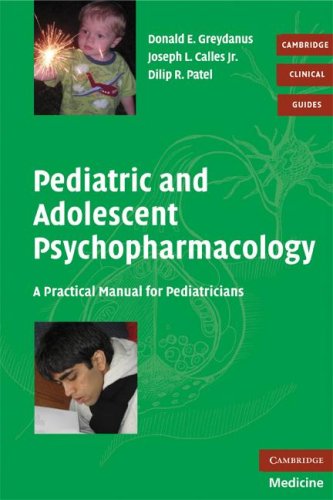 Donald E. Greydanus
Joseph L. Calles Jr.
Dilip R. Patel
CAMBRIDGE
CLINICAL
GUIDES
Pediatric and
Adolescent
Psychopharmacology
A Practical Manual for Pediatricians
CAMBRIDGE
Medicine